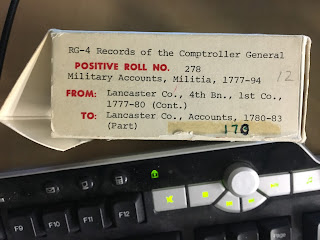 RG-4 Records of the Comptroller General
POSITIVE ROLL NO. 278
Military Accounts, Militia, 1777-94
12
FROM: Lancaster Co., 4th Bn., 1st Co.,
1777-80 (Cont.)
TO: Lancaster Co., Accounts, 1780-83
(Part)
170
F9
F10
F11
F12